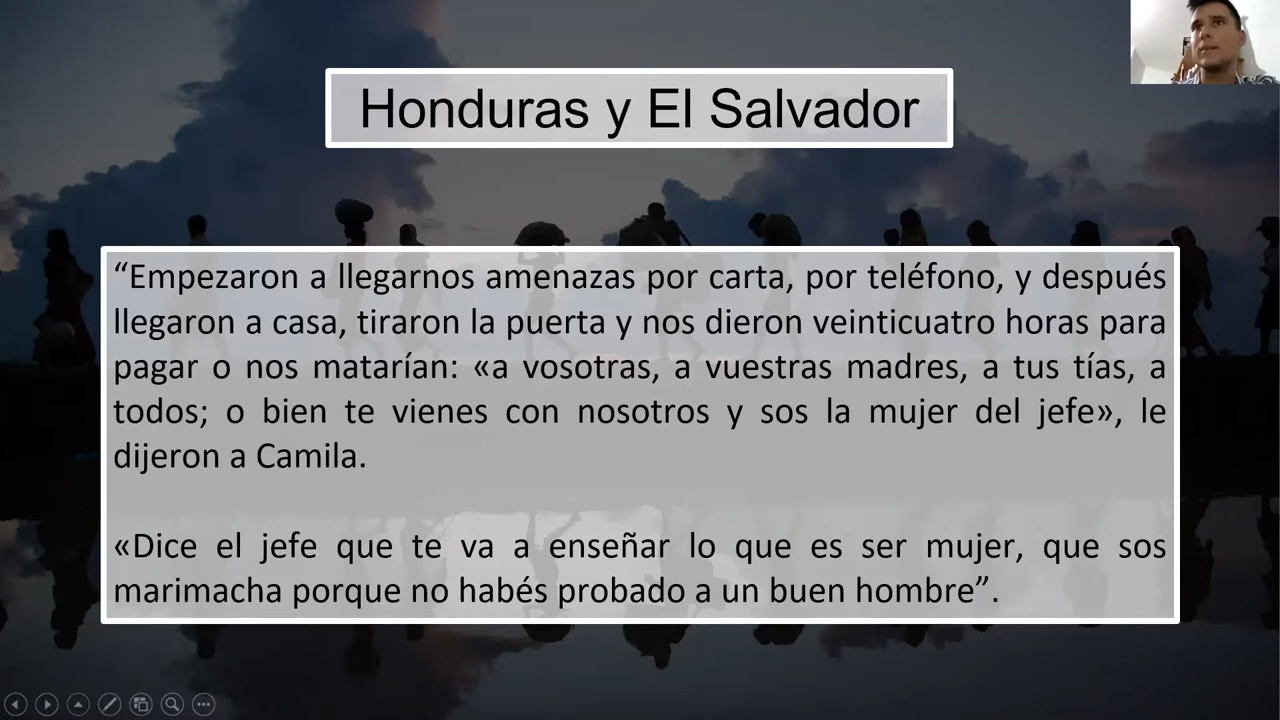 Honduras y El Salvador
“Empezaron a llegarnos amenazas por carta, por teléfono, y después
llegaron a casa, tiraron la puerta y nos dieron veinticuatro horas para
pagar o nos matarían: «a vosotras, a vuestras madres, a tus tías, a
todos; o bien te vienes con nosotros y sos la mujer del jefe», le
dijeron a Camila.
«Dice el jefe que te va a enseñar lo que es ser mujer, que sos
marimacha porque no habés probado a un buen hombre”.